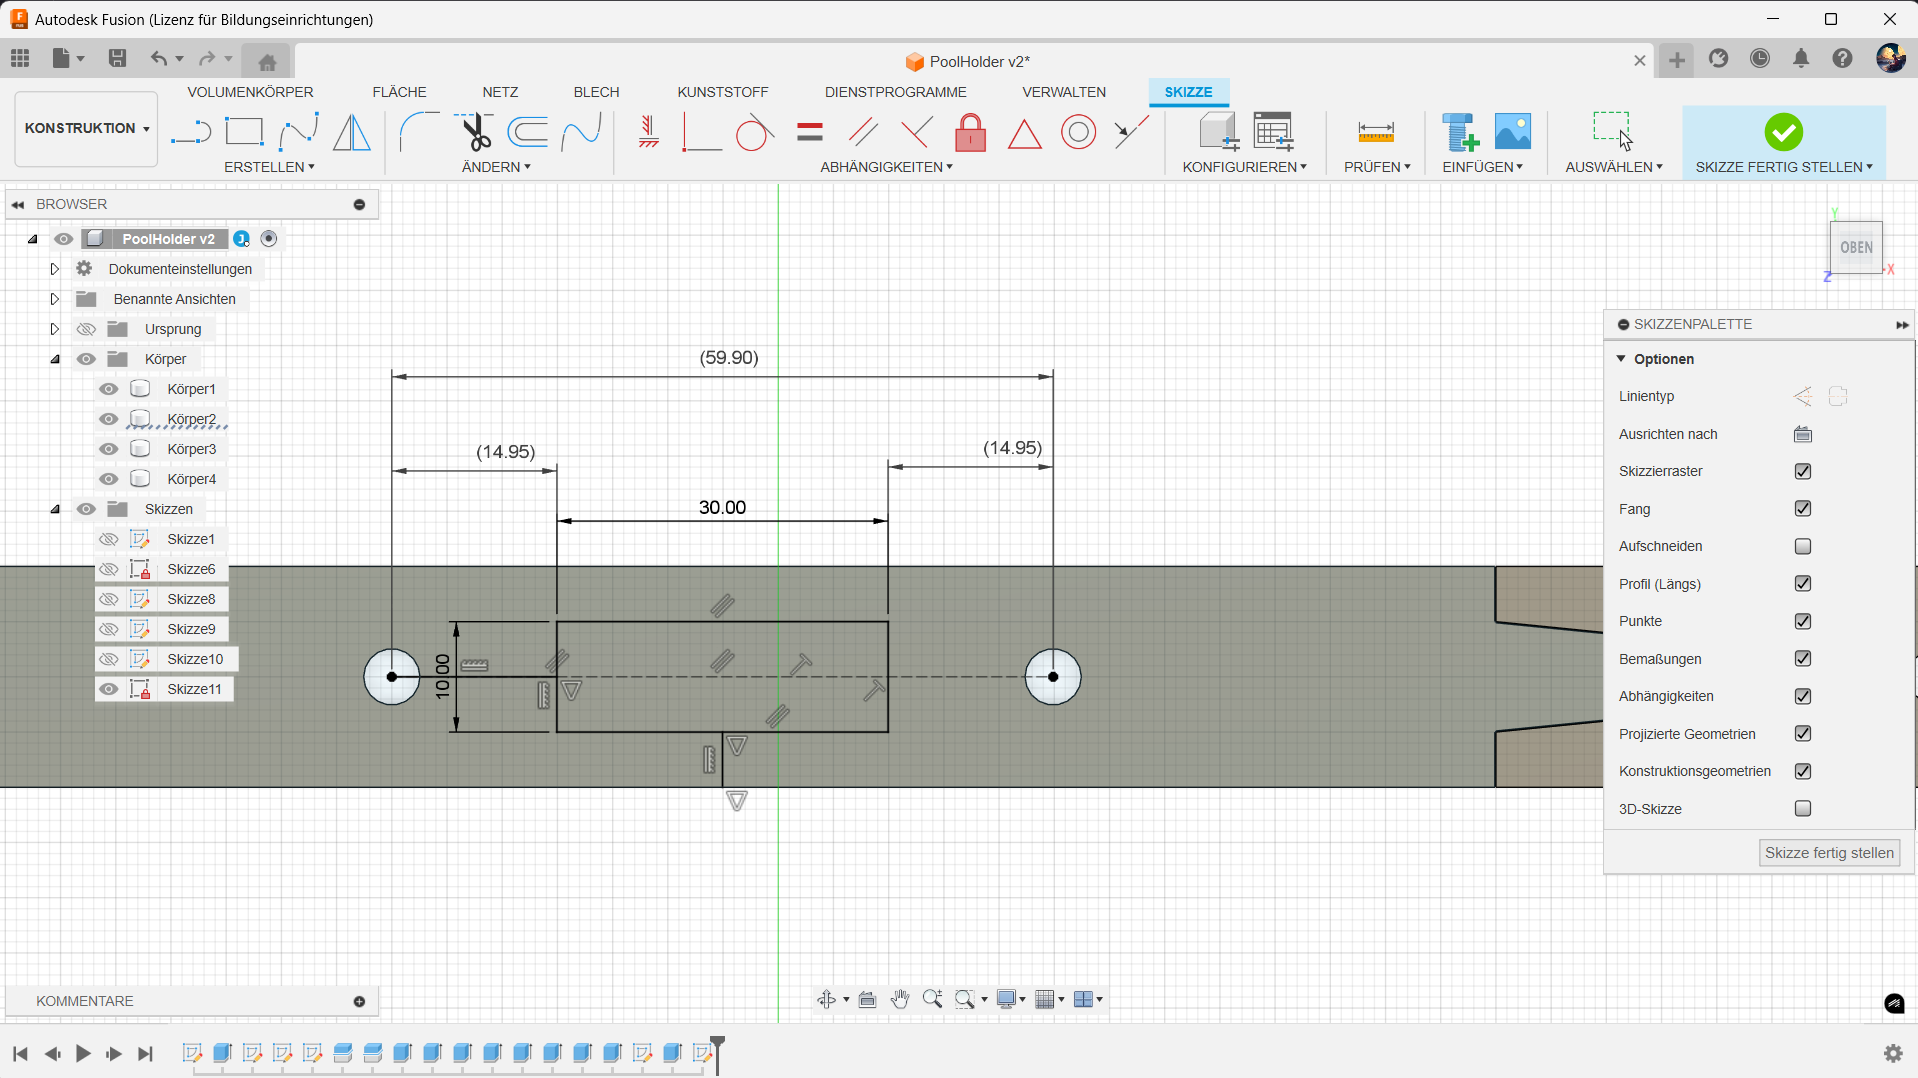 Autodesk Fusion (Lizenz für Bildungseinrichtungen)
PoolHolder v2*
VOLUMENKÖRPER FLÄCHE NETZ BLECH KUNSTSTOFF DIENSTPROGRAMME VERWALTEN SKIZZE
KONSTRUKTION
ERSTELLEN ÄNDERN ABHÄNGIGKEITEN KONFIGURIEREN PRÜFEN EINFÜGEN AUSWÄHLEN SKIZZE FERTIG STELLEN
BROWSER
PoolHolder v2
Dokumenteinstellungen
Benannte Ansichten
Ursprung
Körper
Körper1
Körper2
Körper3
Körper4
Skizzen
Skizze1
Skizze6
Skizze8
Skizze9
Skizze10
Skizze11
(59.90)
(14.95)
(14.95)
30.00
10.00
Y
OBEN
X
Z
SKIZZENPALETTE
Optionen
Linientyp
Ausrichten nach
Skizzierraster
Fang
Aufschneiden
Profil (Längs)
Punkte
Bemaßungen
Abhängigkeiten
Projizierte Geometrien
Konstruktionsgeometrien
3D-Skizze
Skizze fertig stellen
KOMMENTARE